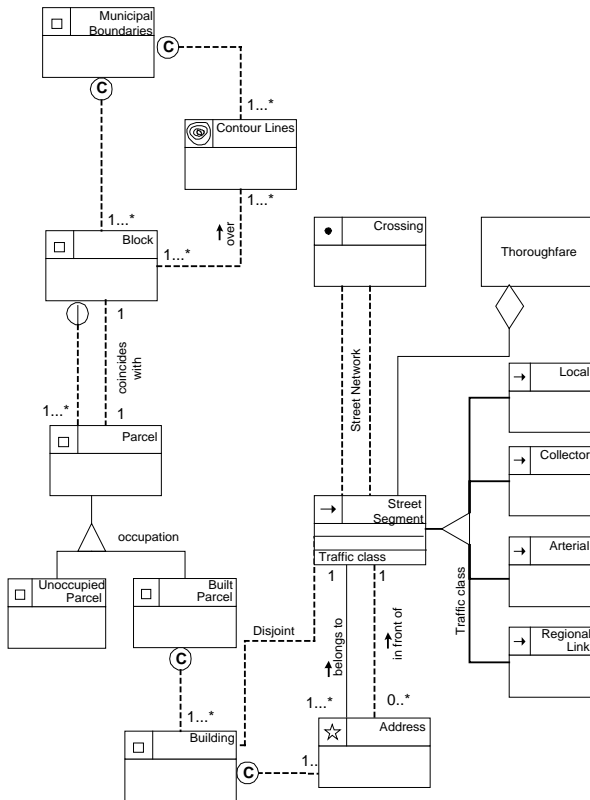 Municipal
Boundaries
C
C
1...*
Contour Lines
1...*
1...*
Block
1...*
over
Crossing
Thoroughfare
1
coincides
with
Street Network
Local
1...*
1
Parcel
Collector
Street
Segment
occupation
Traffic class
Arterial
Unoccupied
Parcel
Built
Parcel
1
1
Traffic class
Disjoint
belongs to
in front of
Regional
Link
C
1...*
1...*
0..*
Building
Address
C
1..